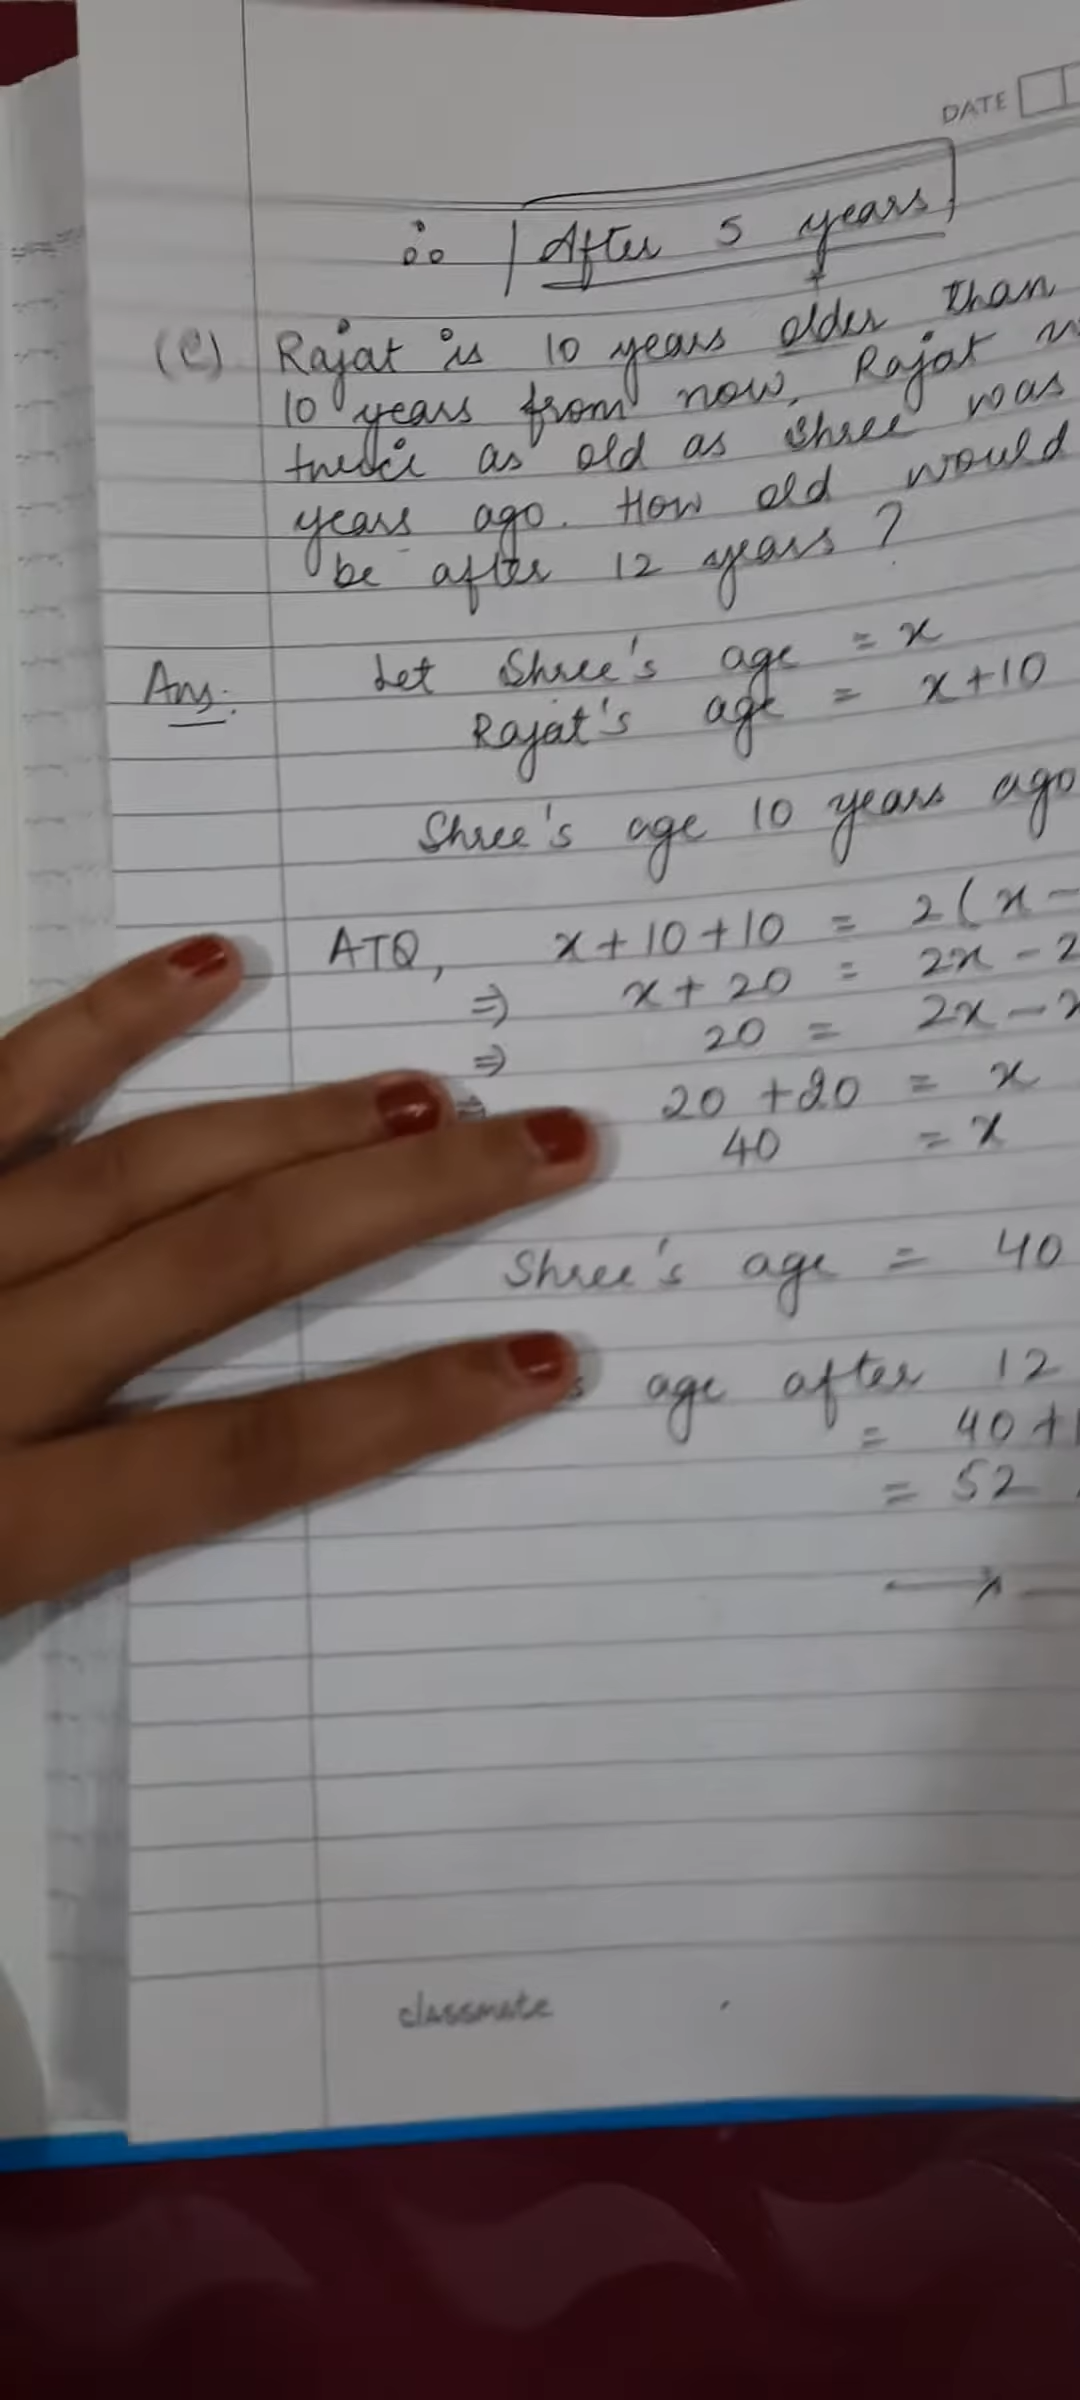 DATE
∴ After 5 years
(C) Rajat is 10 years older than
10 years from now, Rajat
twice as old as Shree was
years ago. How old would
be after 12 years ?
Ans. Let Shree's age = x
Rajat's age = x+10
Shree's age 10 years ago
ATQ, x+10+10 = 2(x-
⇒ x+20 = 2x-2
⇒ 20 = 2x-x
20+20 = x
40 = x
Shree's age = 40
age after 12
= 40+1
= 52
classmate